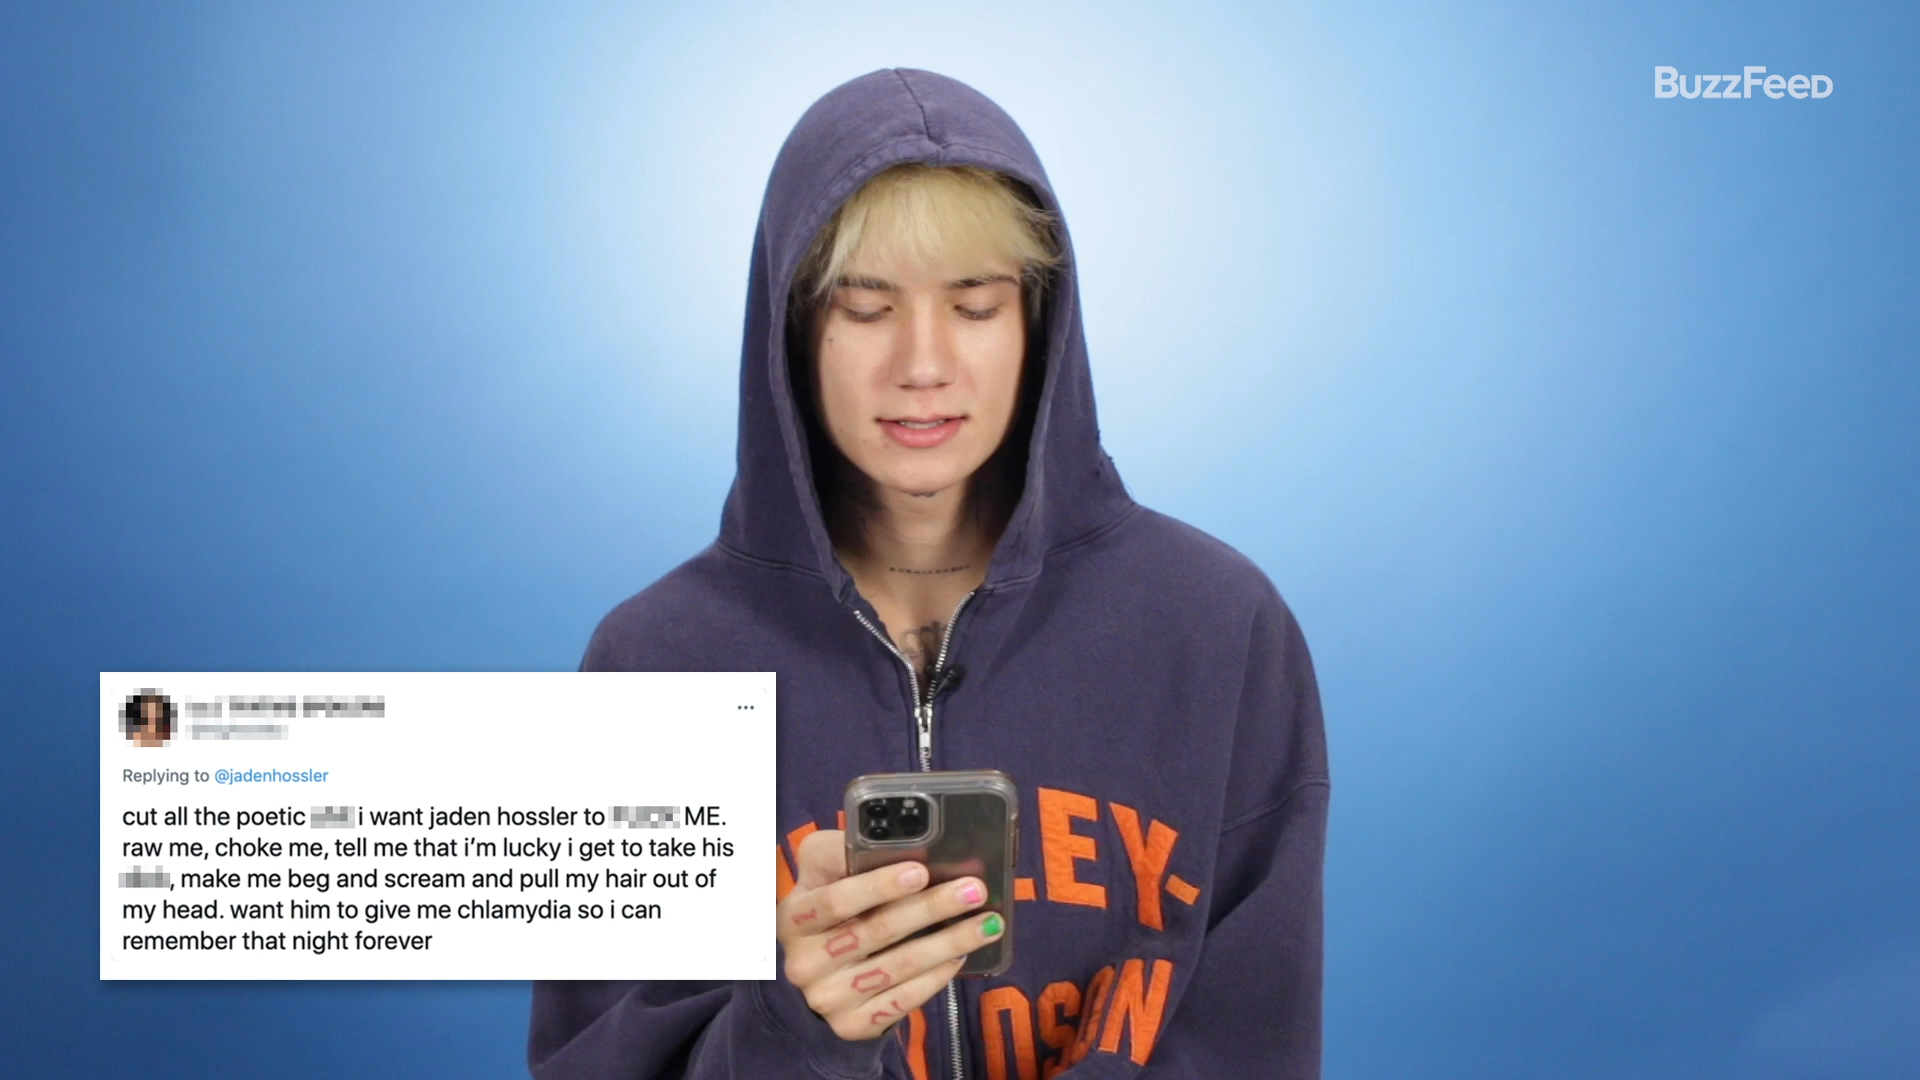 BuzzFeed
Replying to @jadenhossler
cut all the poetic i want jaden hossler to ME.
raw me, choke me, tell me that i'm lucky i get to take his
, make me beg and scream and pull my hair out of
my head. want him to give me chlamydia so i can
remember that night forever
LEY-
DSON